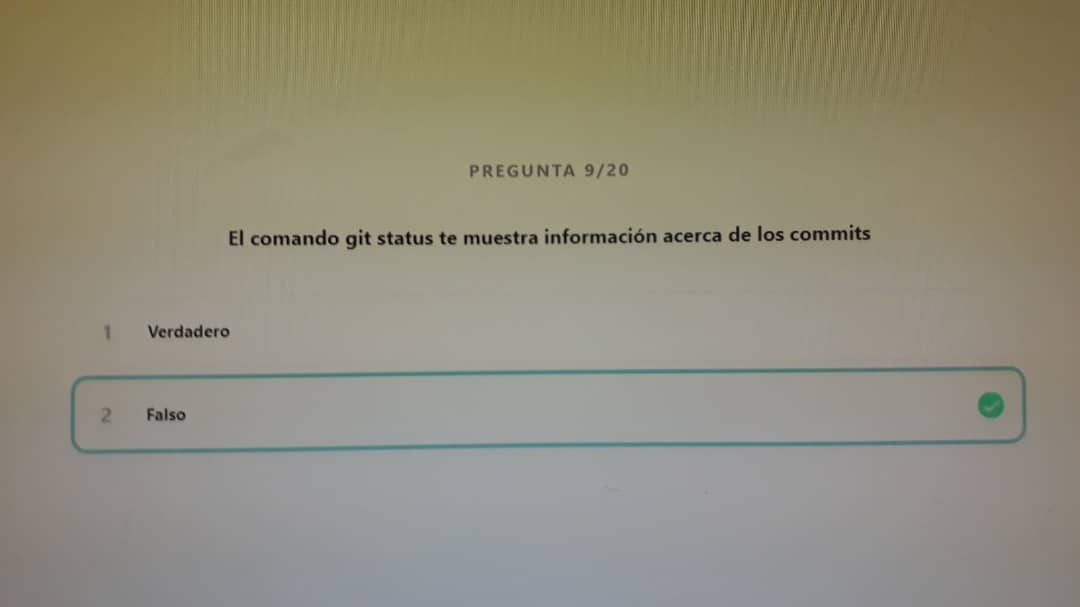 PREGUNTA 9/20
El comando git status te muestra información acerca de los commits
1 Verdadero
2 Falso